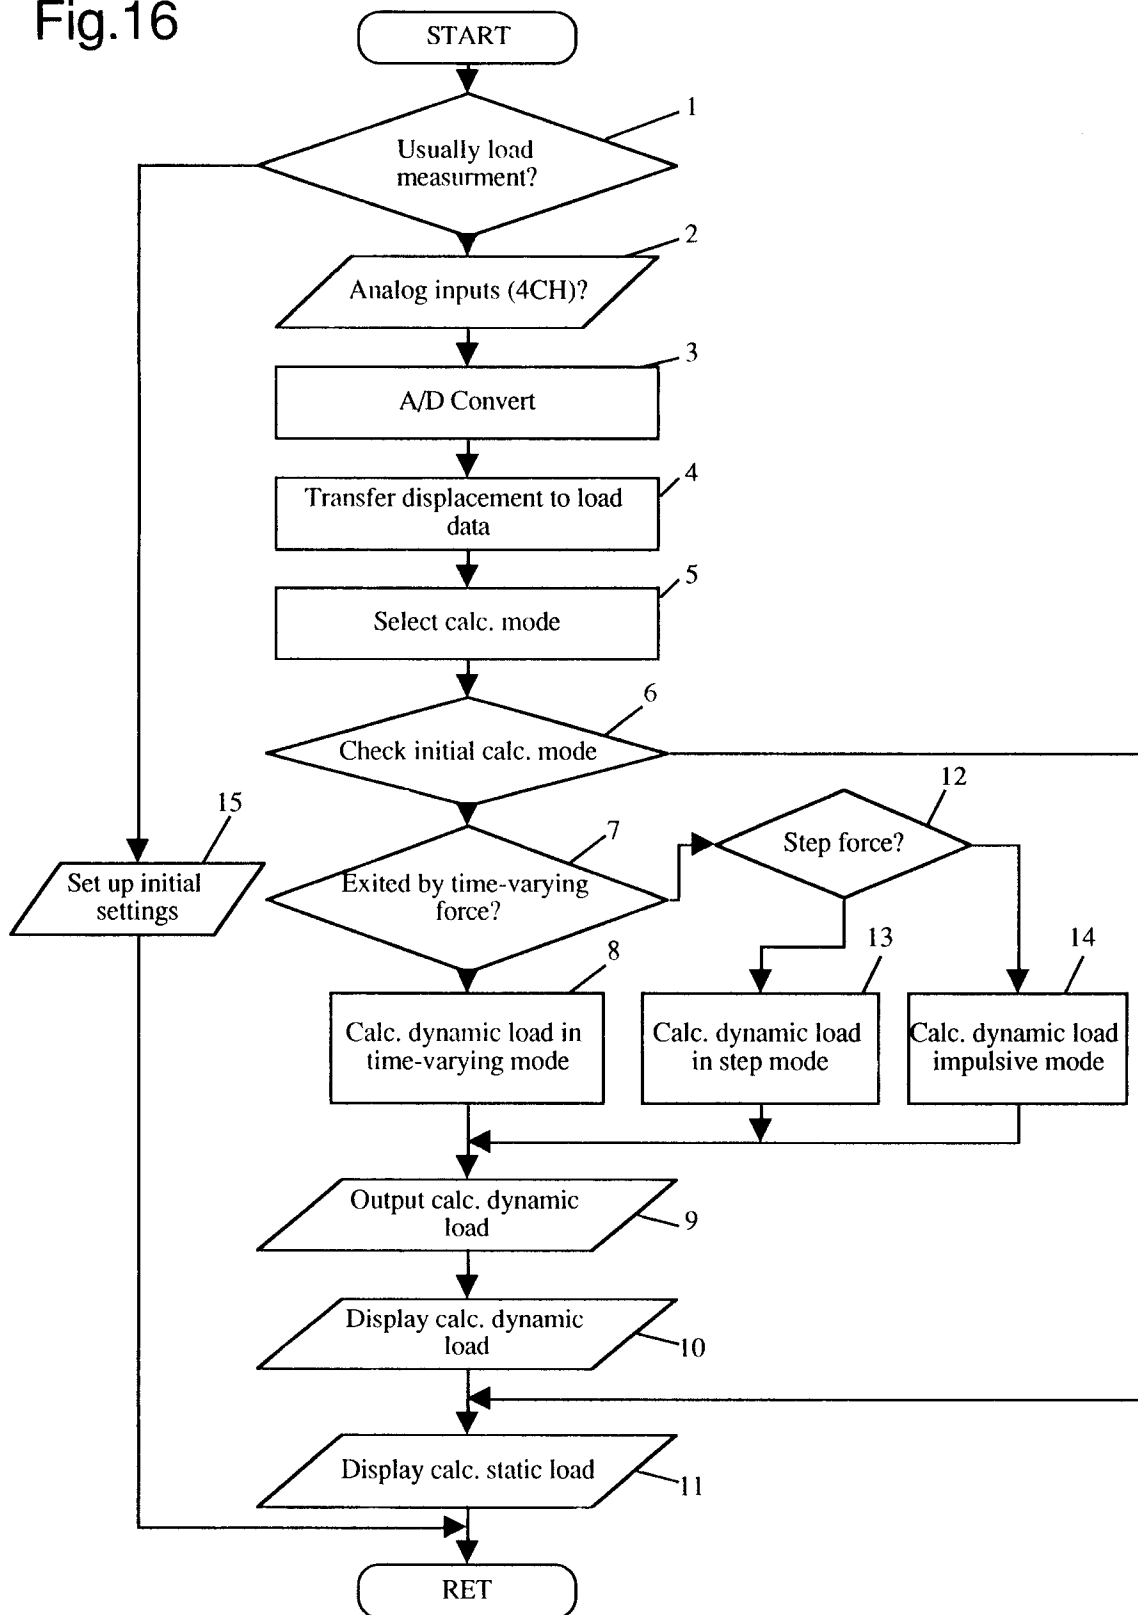 Fig.16
START
1
Usually load
measurment?
2
Analog inputs (4CH)?
3
A/D Convert
4
Transfer displacement to load
data
5
Select calc. mode
6
Check initial calc. mode
12
Step force?
15
Set up initial
settings
7
Exited by time-varying
force?
8
Calc. dynamic load in
time-varying mode
13
Calc. dynamic load
in step mode
14
Calc. dynamic load
impulsive mode
Output calc. dynamic
load
9
Display calc. dynamic
load
10
Display calc. static load
11
RET